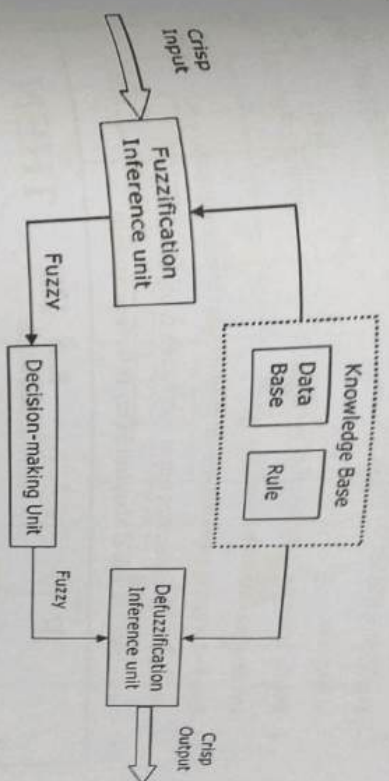 Knowledge Base
Data
Base
Rule
Crisp
Input
Fuzzification
Inference unit
Fuzzy
Decision-making Unit
Fuzzy
Defuzzification
Inference unit
Crisp
Output